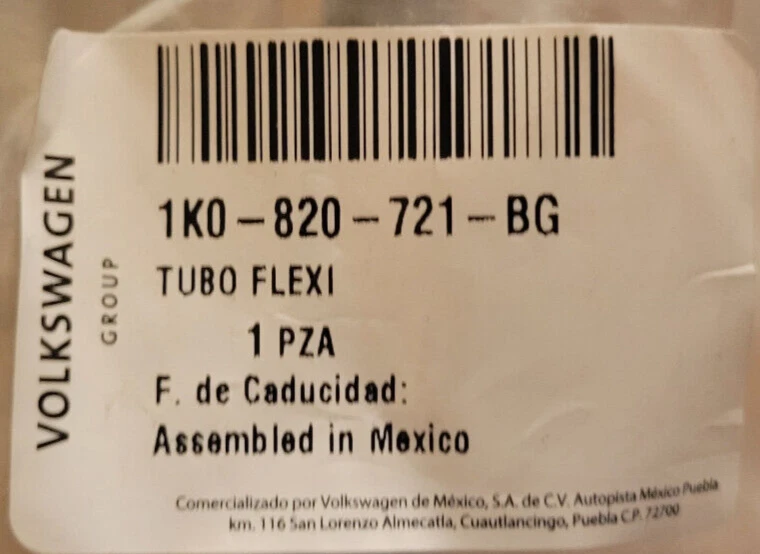 VOLKSWAGEN
GROUP
1K0-820-721-BG
TUBO FLEXI
1 PZA
F. de Caducidad:
Assembled in Mexico
Comercializado por Volkswagen de México, S.A. de C.V. Autopista México Puebla
km. 116 San Lorenzo Almecatla, Cuautlancingo, Puebla C.P. 72700